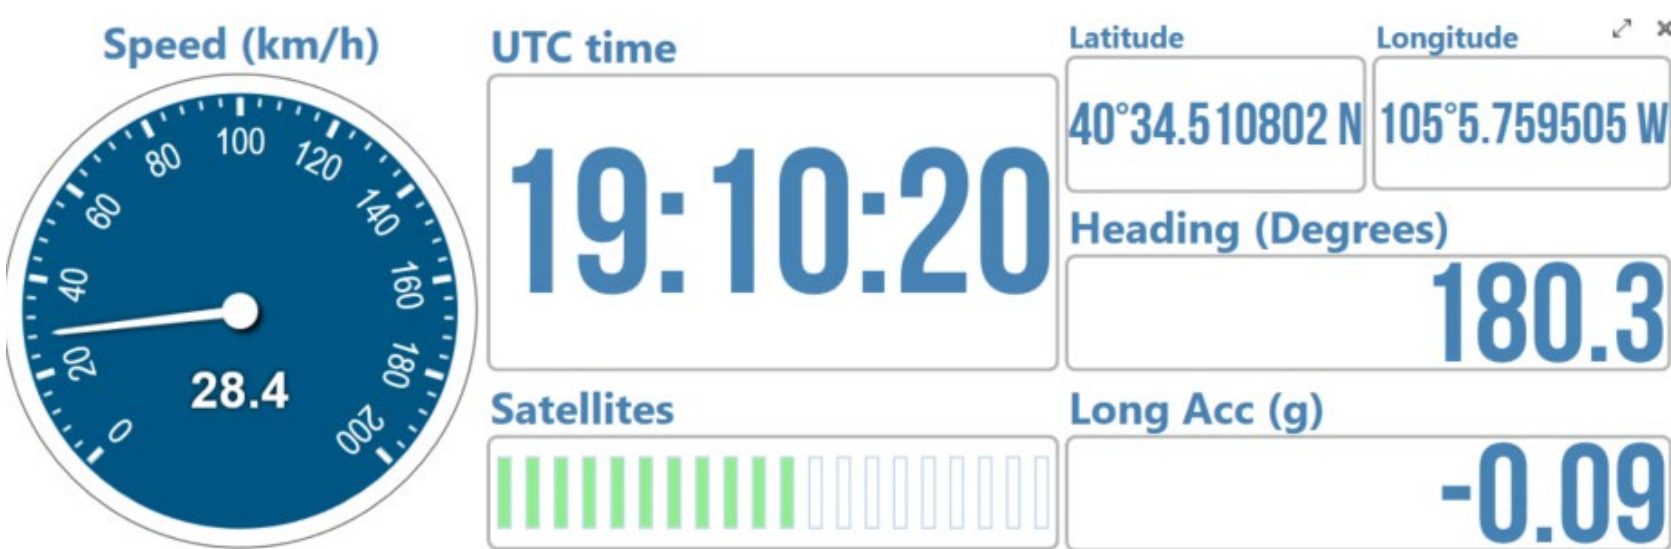 Speed (km/h)
0
20
40
60
80
100
120
140
160
180
200
28.4
UTC time
19:10:20
Satellites
Latitude
40°34.510802 N
Longitude
105°5.759505 W
Heading (Degrees)
180.3
Long Acc (g)
-0.09